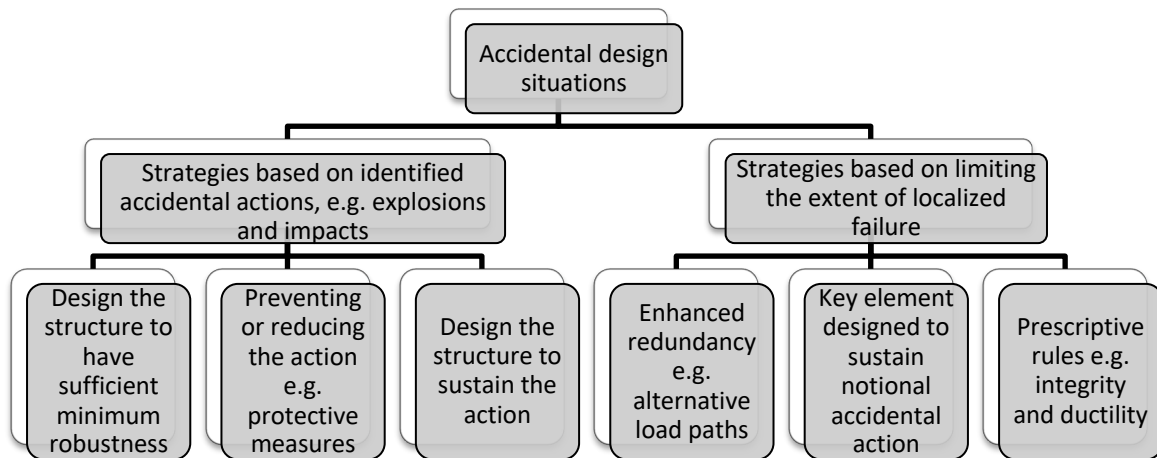 Accidental design
situations
Strategies based on identified
accidental actions, e.g. explosions
and impacts
Strategies based on limiting
the extent of localized
failure
Design the
structure to
have
sufficient
minimum
robustness
Preventing
or reducing
the action
e.g.
protective
measures
Design the
structure to
sustain the
action
Enhanced
redundancy
e.g.
alternative
load paths
Key element
designed to
sustain
notional
accidental
action
Prescriptive
rules e.g.
integrity
and ductility